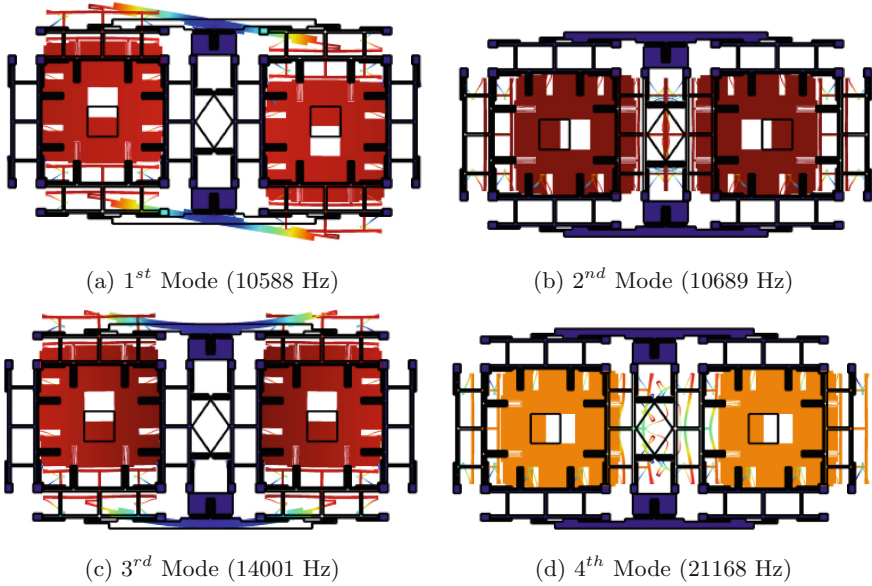 (a) 1st Mode (10588 Hz)
(b) 2nd Mode (10689 Hz)
(c) 3rd Mode (14001 Hz)
(d) 4th Mode (21168 Hz)